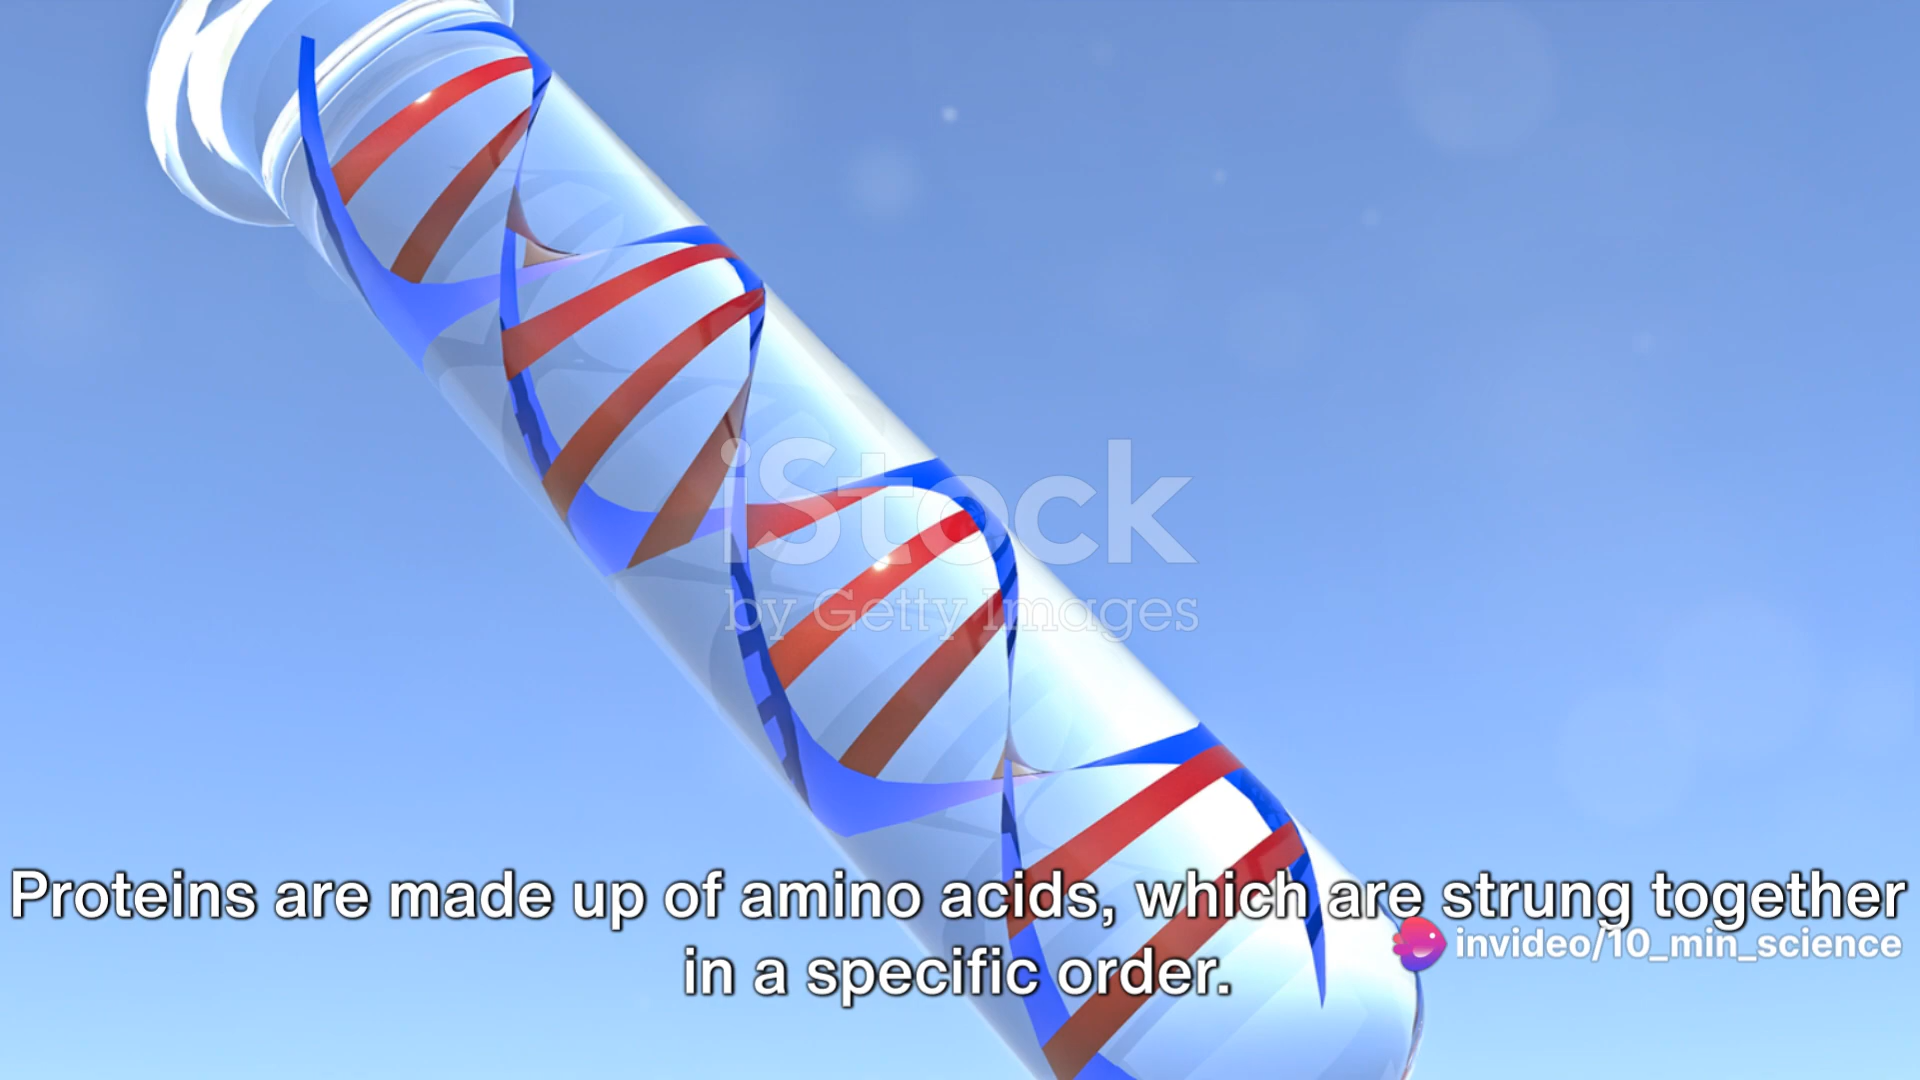 iStock
by Getty Images
Proteins are made up of amino acids, which are strung together
in a specific order.
invideo/10_min_science